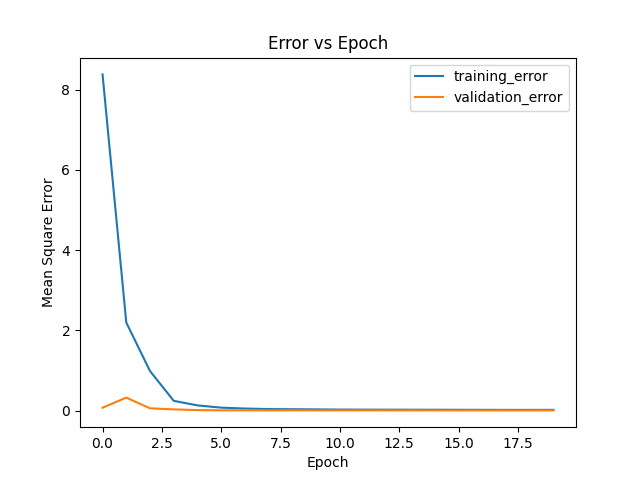 Error vs Epoch
training_error
validation_error
Mean Square Error
8
6
4
2
0
0.0 2.5 5.0 7.5 10.0 12.5 15.0 17.5
Epoch